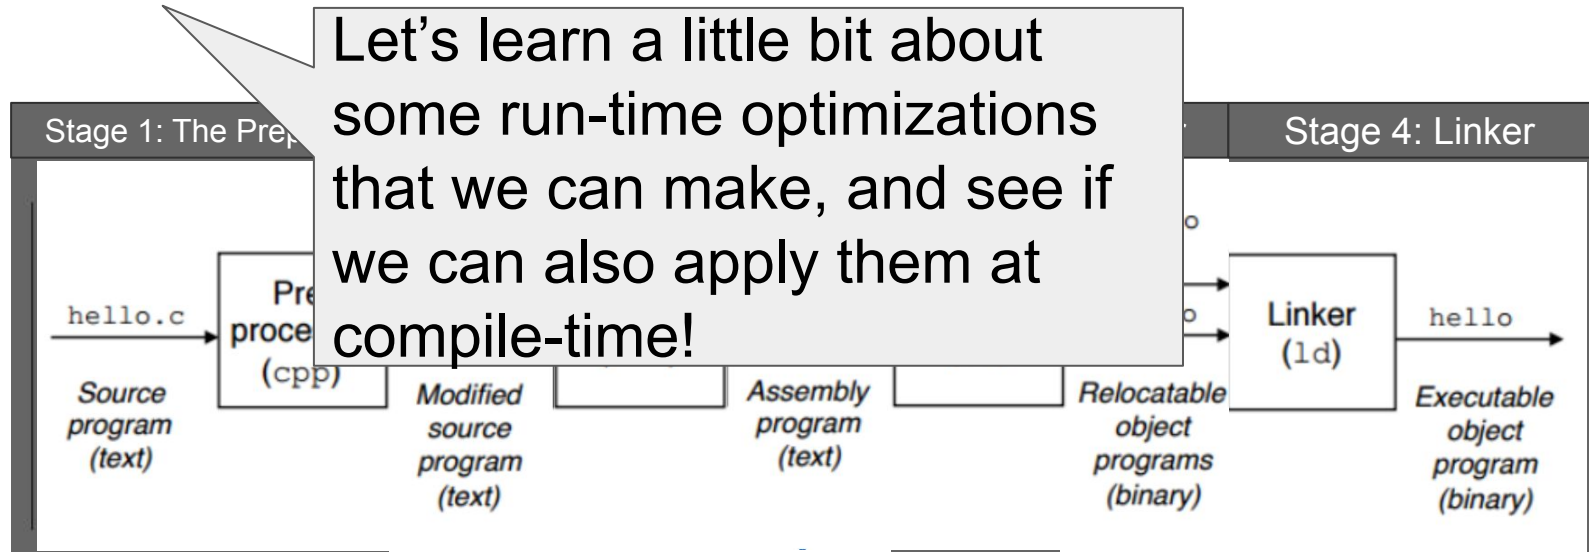 Let’s learn a little bit about
some run-time optimizations
that we can make, and see if
we can also apply them at
compile-time!
Stage 1: The Prep
Stage 4: Linker
hello.c
Pre
proce
(cpp)
o
o
Linker
(ld)
hello
Source
program
(text)
Modified
source
program
(text)
Assembly
program
(text)
Relocatable
object
programs
(binary)
Executable
object
program
(binary)